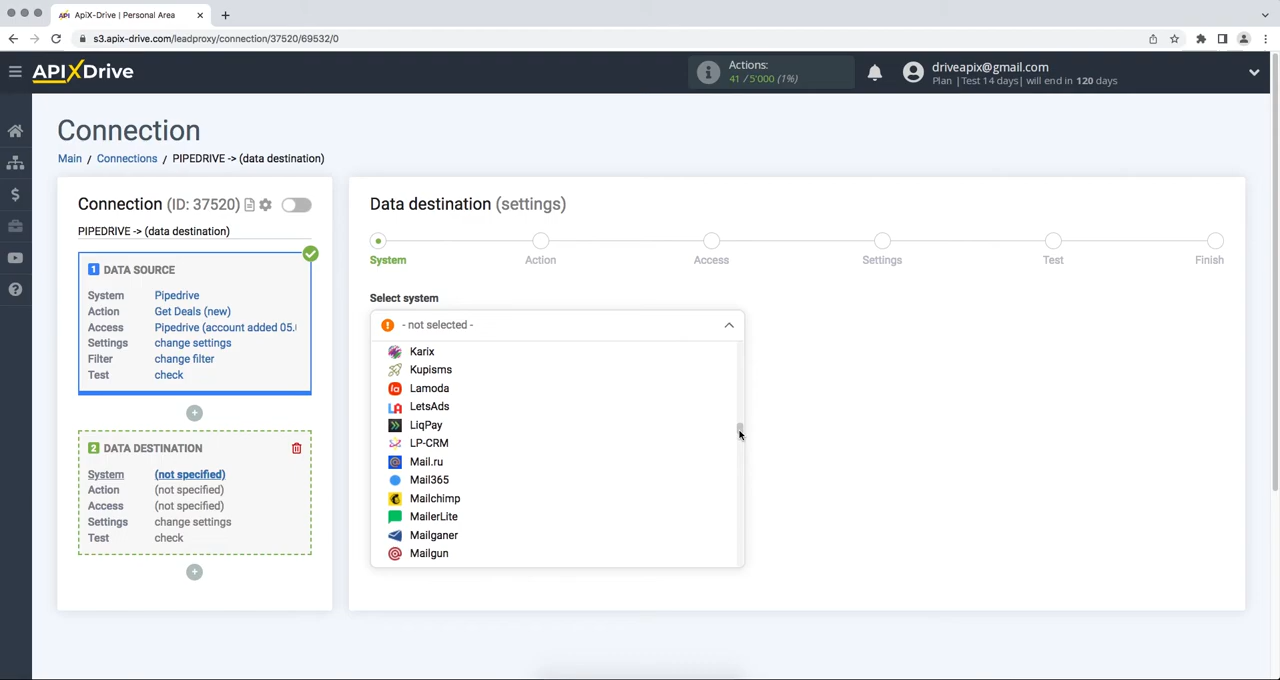 ApiX-Drive | Personal Area
s3.apix-drive.com/leadproxy/connection/37520/69532/0
APIXDrive
Actions:
41 / 5'000 (1%)
driveapix@gmail.com
Plan |Test 14 days| will end in 120 days
Connection
Main / Connections / PIPEDRIVE -> (data destination)
Connection (ID: 37520)
PIPEDRIVE -> (data destination)
1 DATA SOURCE
System Pipedrive
Action Get Deals (new)
Access Pipedrive (account added 05.
Settings change settings
Filter change filter
Test check
2 DATA DESTINATION
System (not specified)
Action (not specified)
Access (not specified)
Settings change settings
Test check
Data destination (settings)
System Action Access Settings Test Finish
Select system
- not selected -
Karix
Kupisms
Lamoda
LetsAds
LiqPay
LP-CRM
Mail.ru
Mail365
Mailchimp
MailerLite
Mailganer
Mailgun